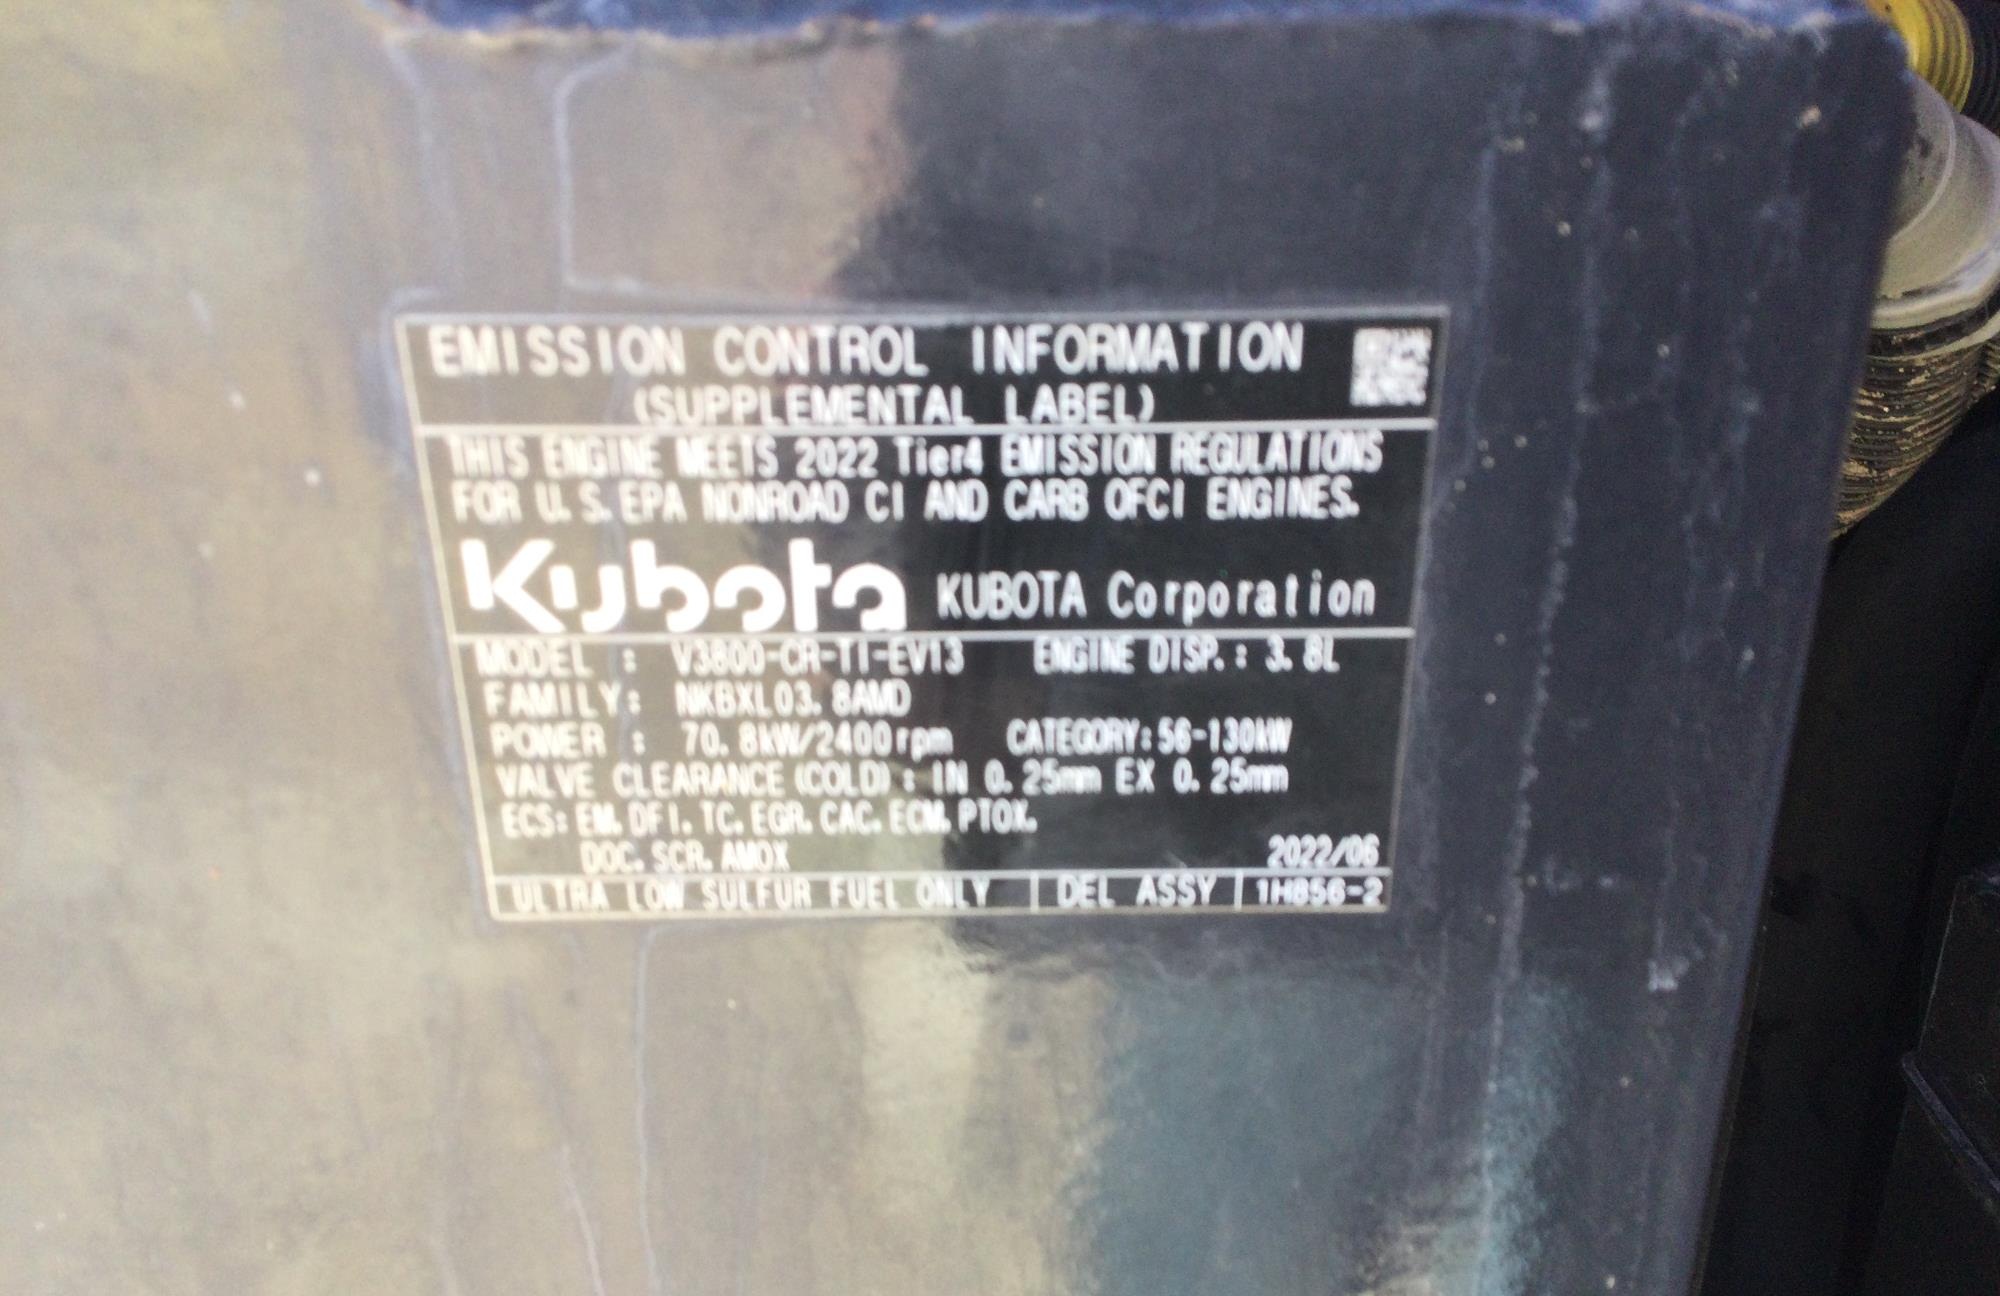 EMISSION CONTROL INFORMATION
(SUPPLEMENTAL LABEL)
THIS ENGINE MEETS 2022 Tier4 EMISSION REGULATIONS
FOR U.S.EPA NONROAD CI AND CARB OFCI ENGINES.
Kubota KUBOTA Corporation
MODEL : V3800-CR-TI-EV13 ENGINE DISP.: 3.8L
FAMILY: NKBXL03.8AMD
POWER : 70.8kW/2400rpm CATEGORY:56-130kW
VALVE CLEARANCE(COLD): IN 0.25mm EX 0.25mm
ECS: EM. DFI. TC. EGR. CAC. ECM. PTOX.
DOC. SCR. AMOX 2022/06
ULTRA LOW SULFUR FUEL ONLY DEL ASSY 1H856-2